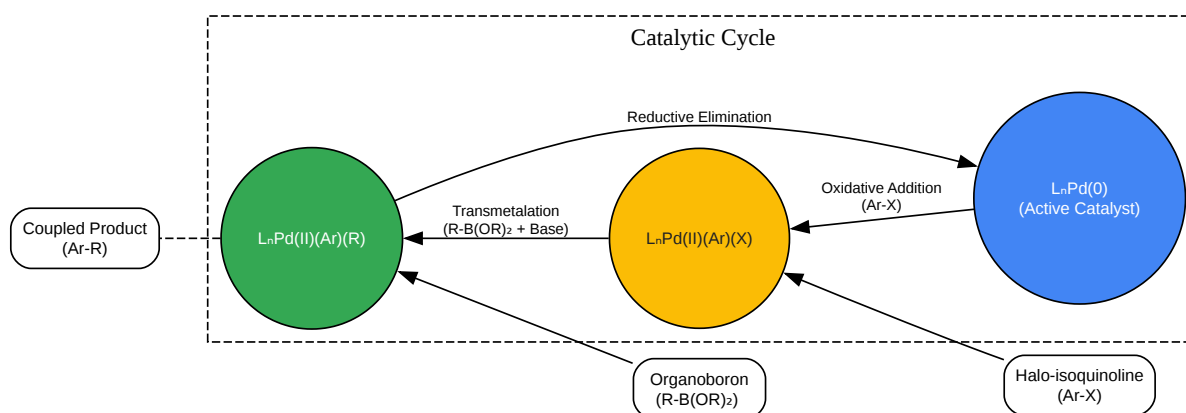 Catalytic Cycle
Reductive Elimination
Oxidative Addition
(Ar-X)
LₙPd(0)
(Active Catalyst)
Transmetalation
(R-B(OR)₂ + Base)
Coupled Product
(Ar-R)
LₙPd(II)(Ar)(R)
LₙPd(II)(Ar)(X)
Organoboron
(R-B(OR)₂)
Halo-isoquinoline
(Ar-X)